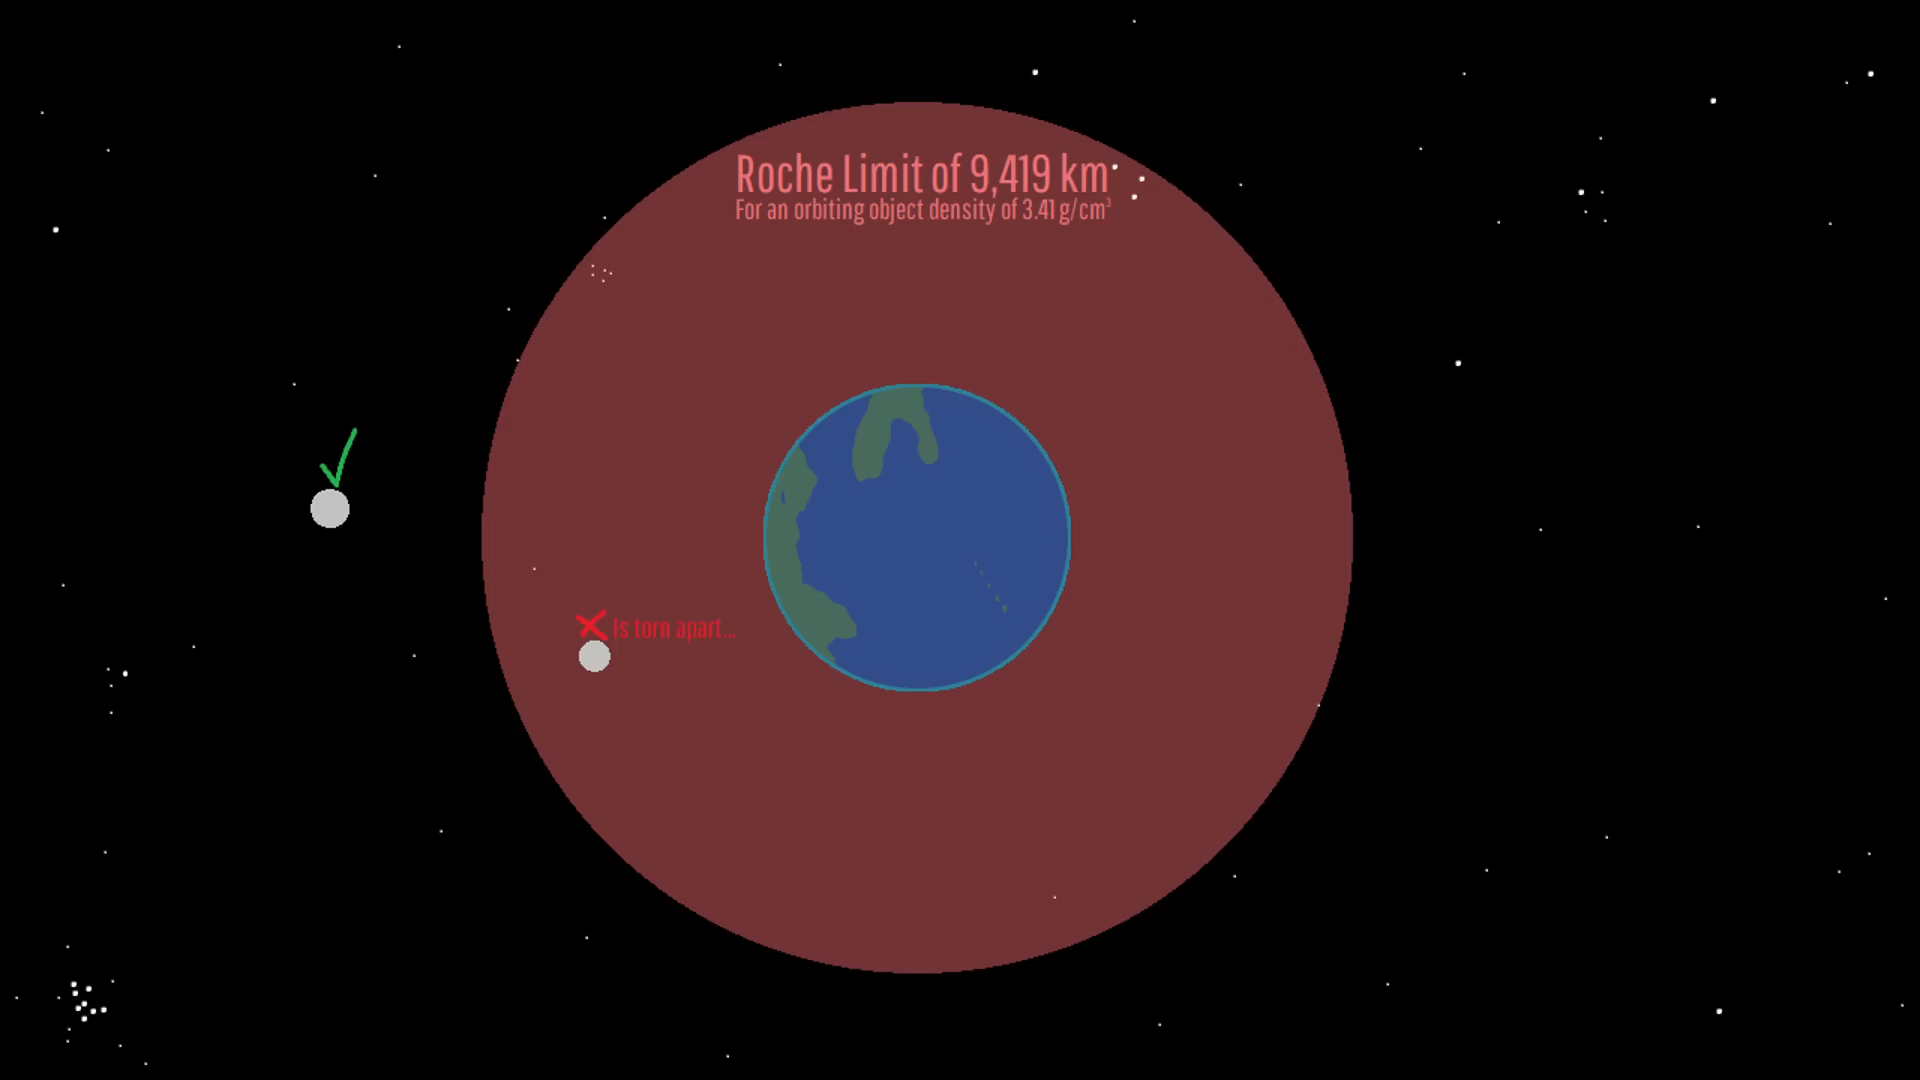 Roche Limit of 9,419 km
For an orbiting object density of 3.41 g/cm³
Is torn apart...